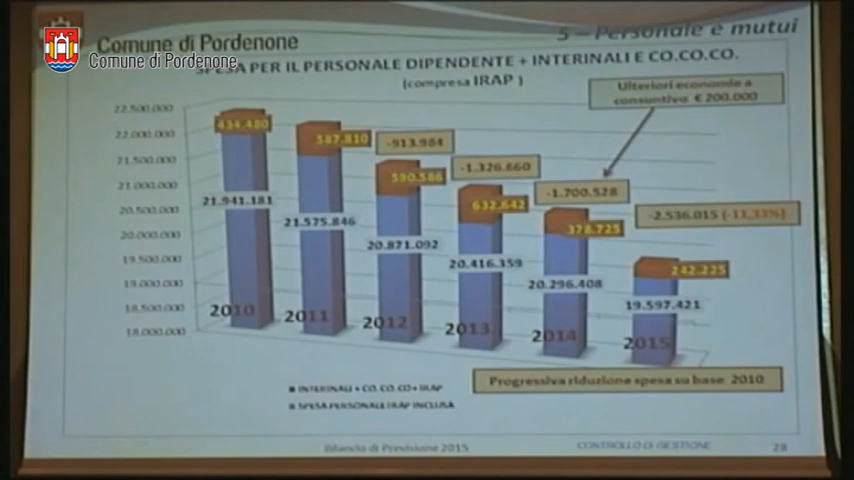 5 - Personale e mutui
Comune di Pordenone
Comune di Pordenone
SPESA PER IL PERSONALE DIPENDENTE + INTERINALI E CO.CO.CO.
(compresa IRAP )
Ulteriori economie a
consuntivo € 200.000
22.500.000
22.000.000
21.500.000
21.000.000
20.500.000
20.000.000
19.500.000
19.000.000
18.500.000
18.000.000
434.480
387.810
-913.984
590.586
-1.326.660
632.642
-1.700.528
378.725
-2.536.015 (-11,33%)
242.225
21.941.181
21.575.846
20.871.092
20.416.359
20.296.408
19.597.421
2010
2011
2012
2013
2014
2015
INTERINALI + CO. CO. CO + IRAP
SPESA PERSONALE IRAP INCLUSA
Progressiva riduzione spesa su base 2010
Bilancio di Previsione 2015
CONTROLLO DI GESTIONE
28